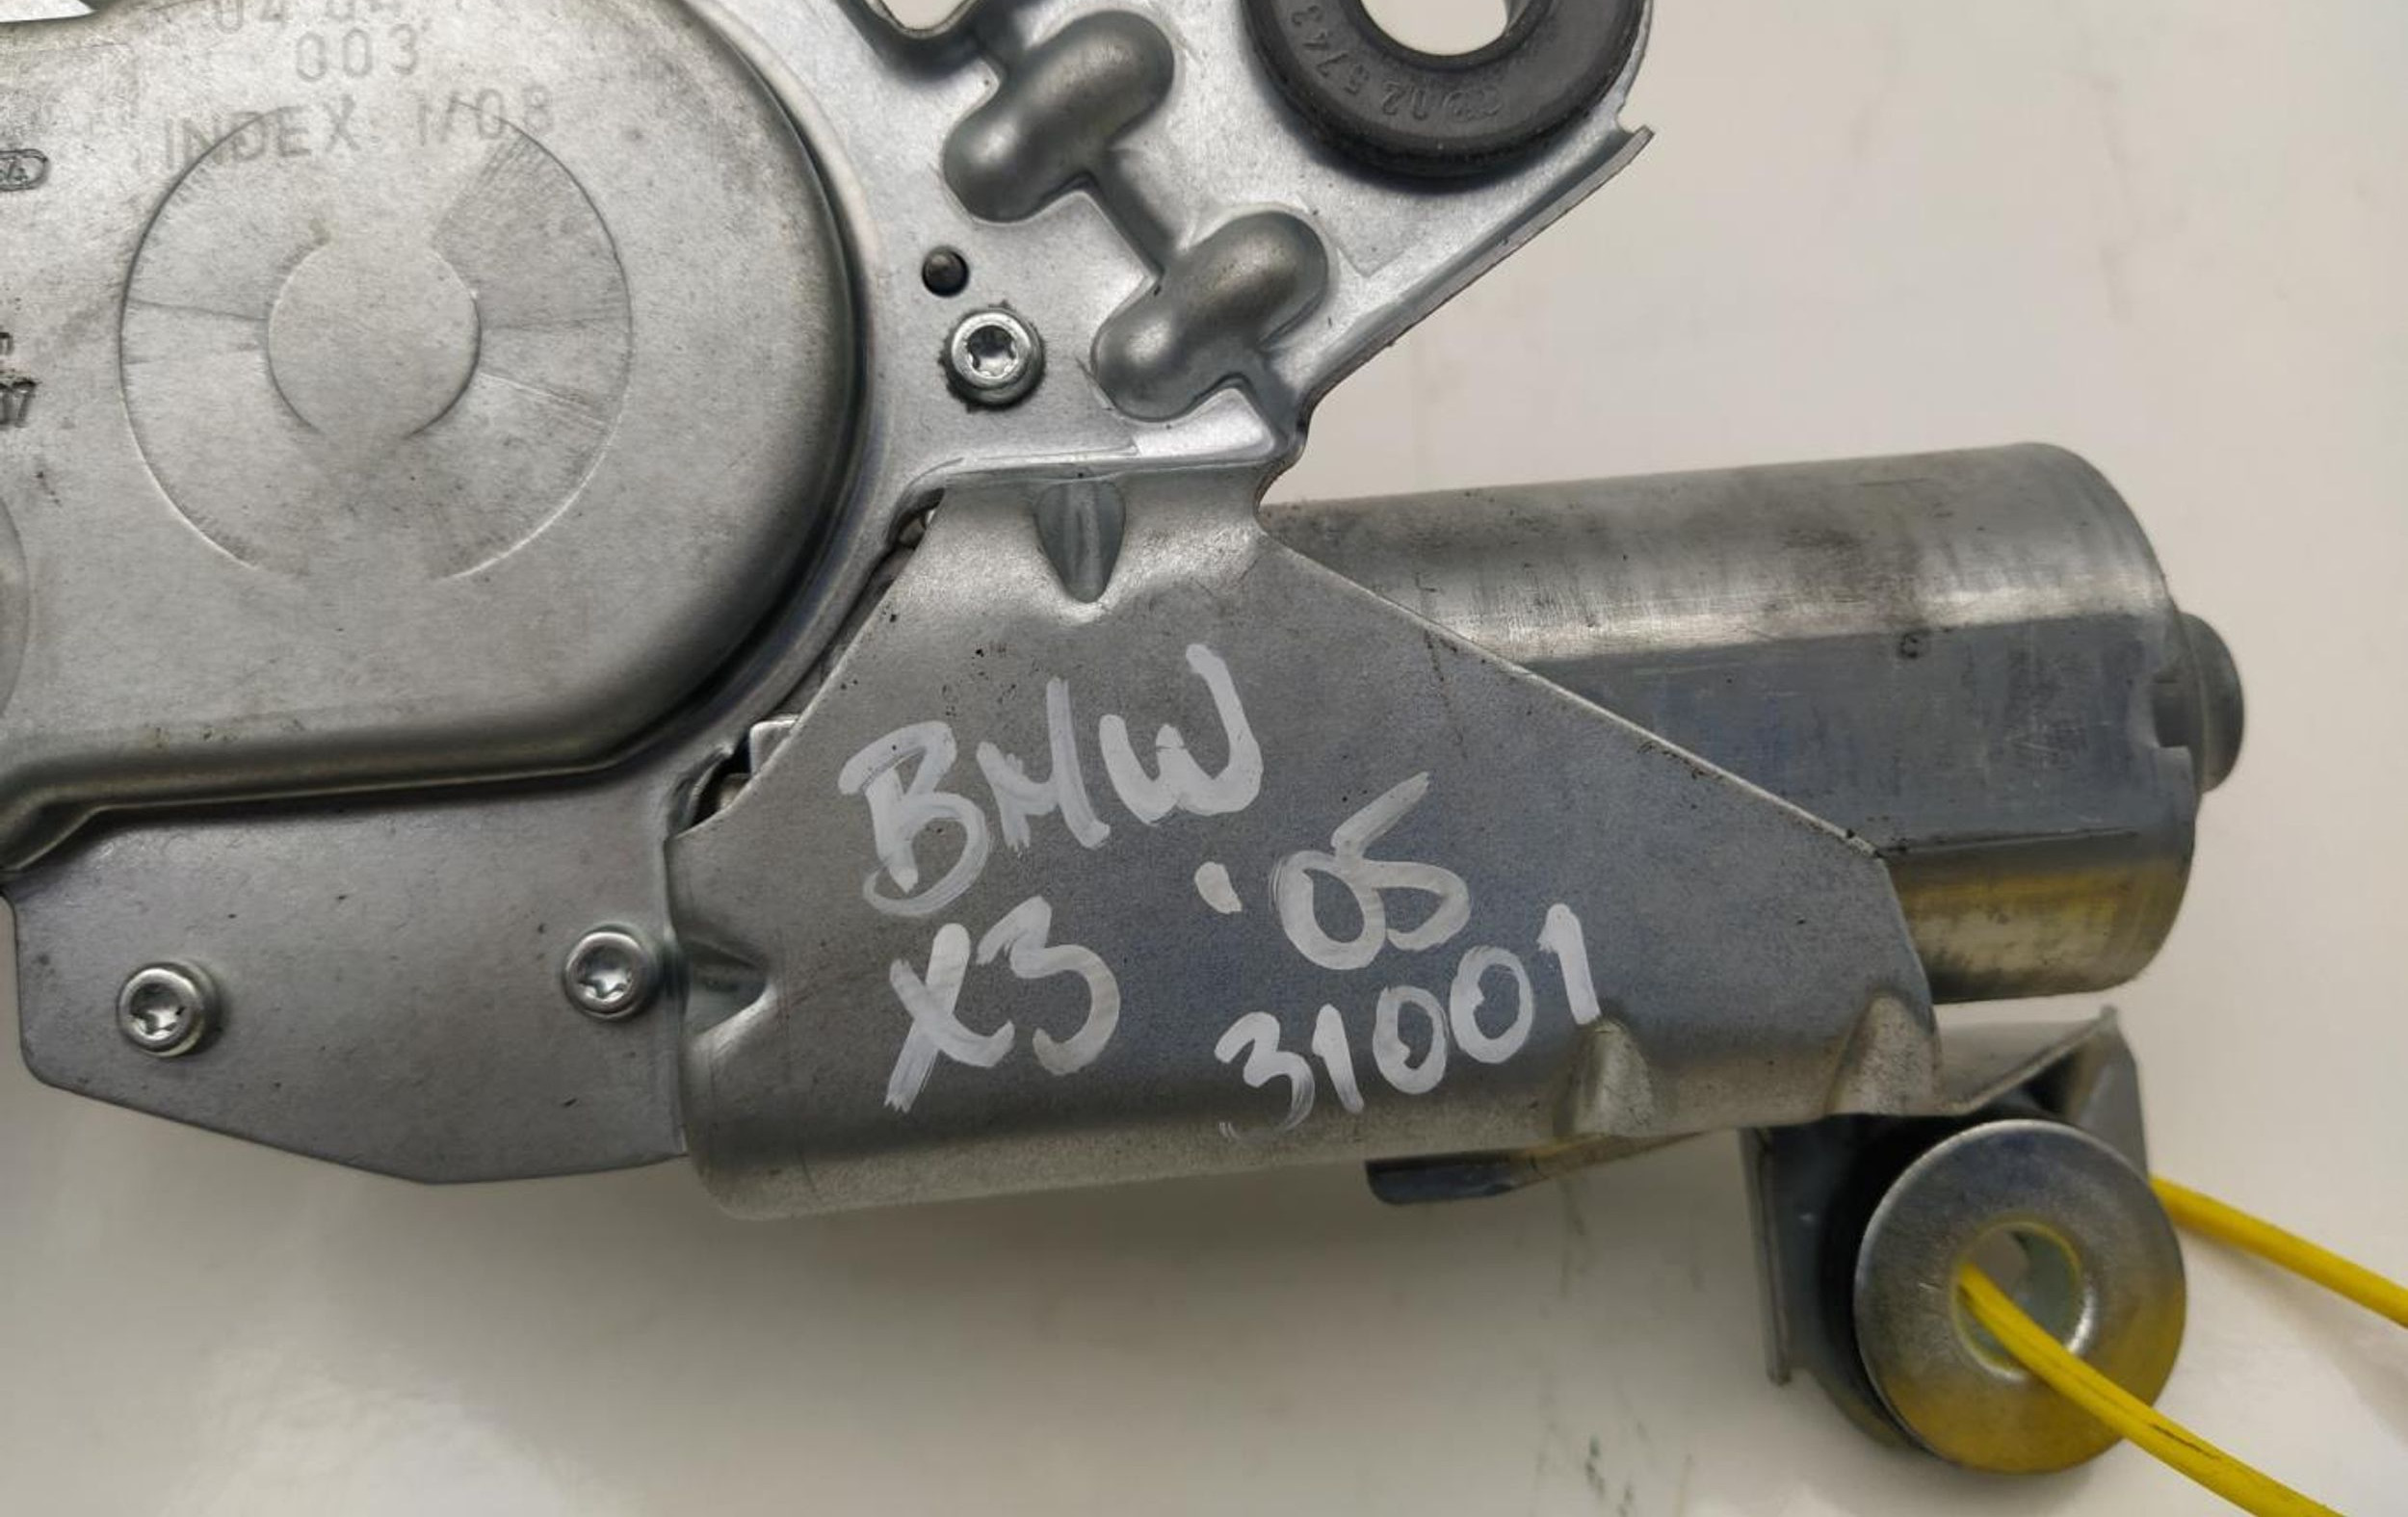 003
INDEX 1/08
BMW
X3 '05
31001